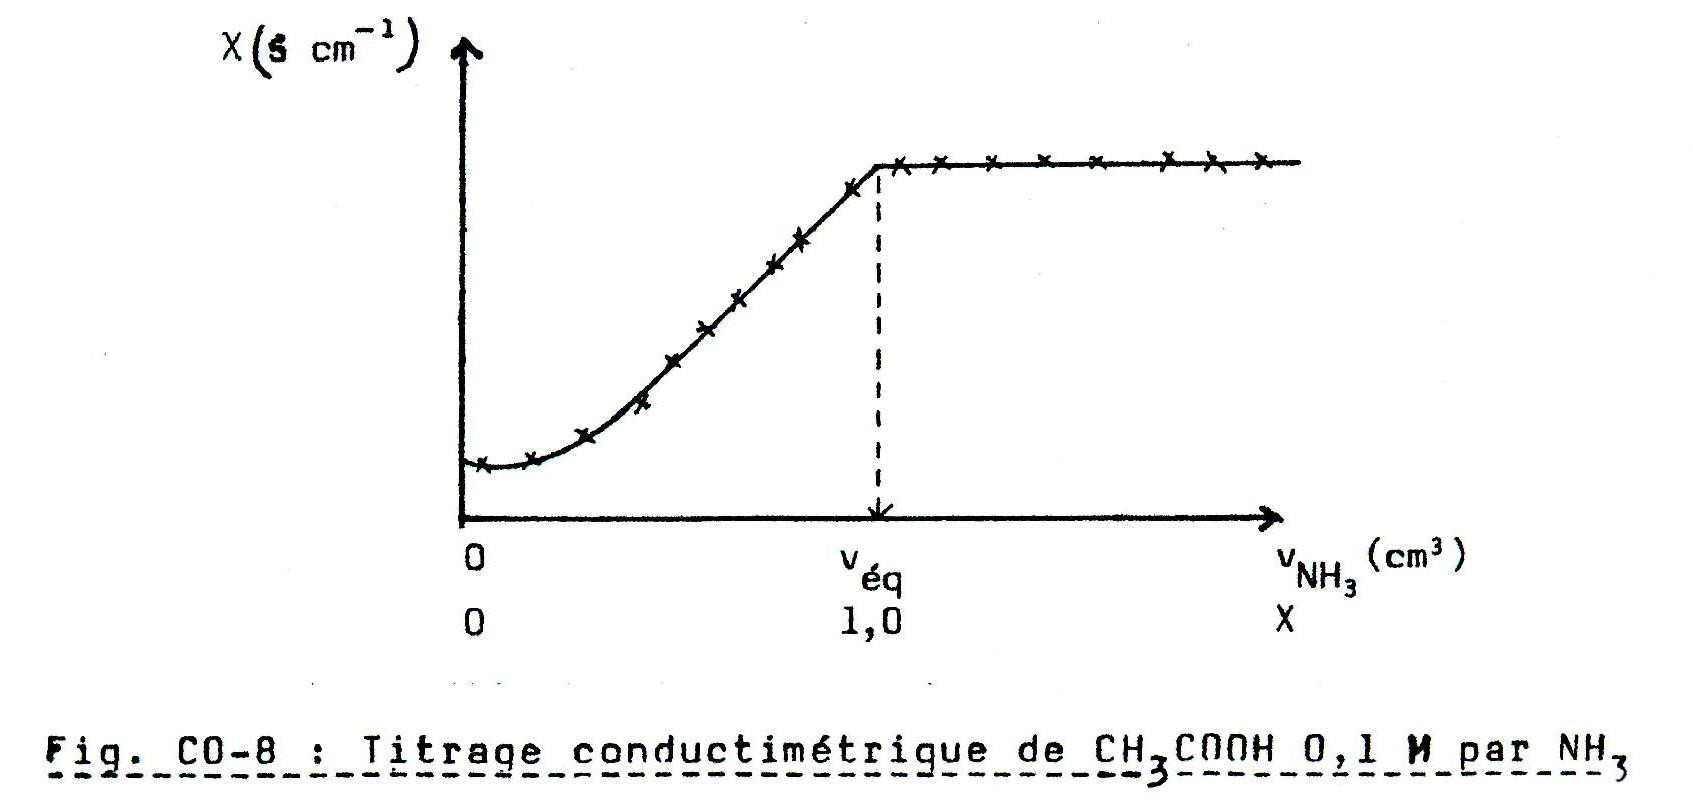 χ(S cm⁻¹)
0 v_éq v_NH₃ (cm³)
0 1,0 X
Fig. CO-8 : Titrage conductimétrique de CH₃COOH 0,1 M par NH₃